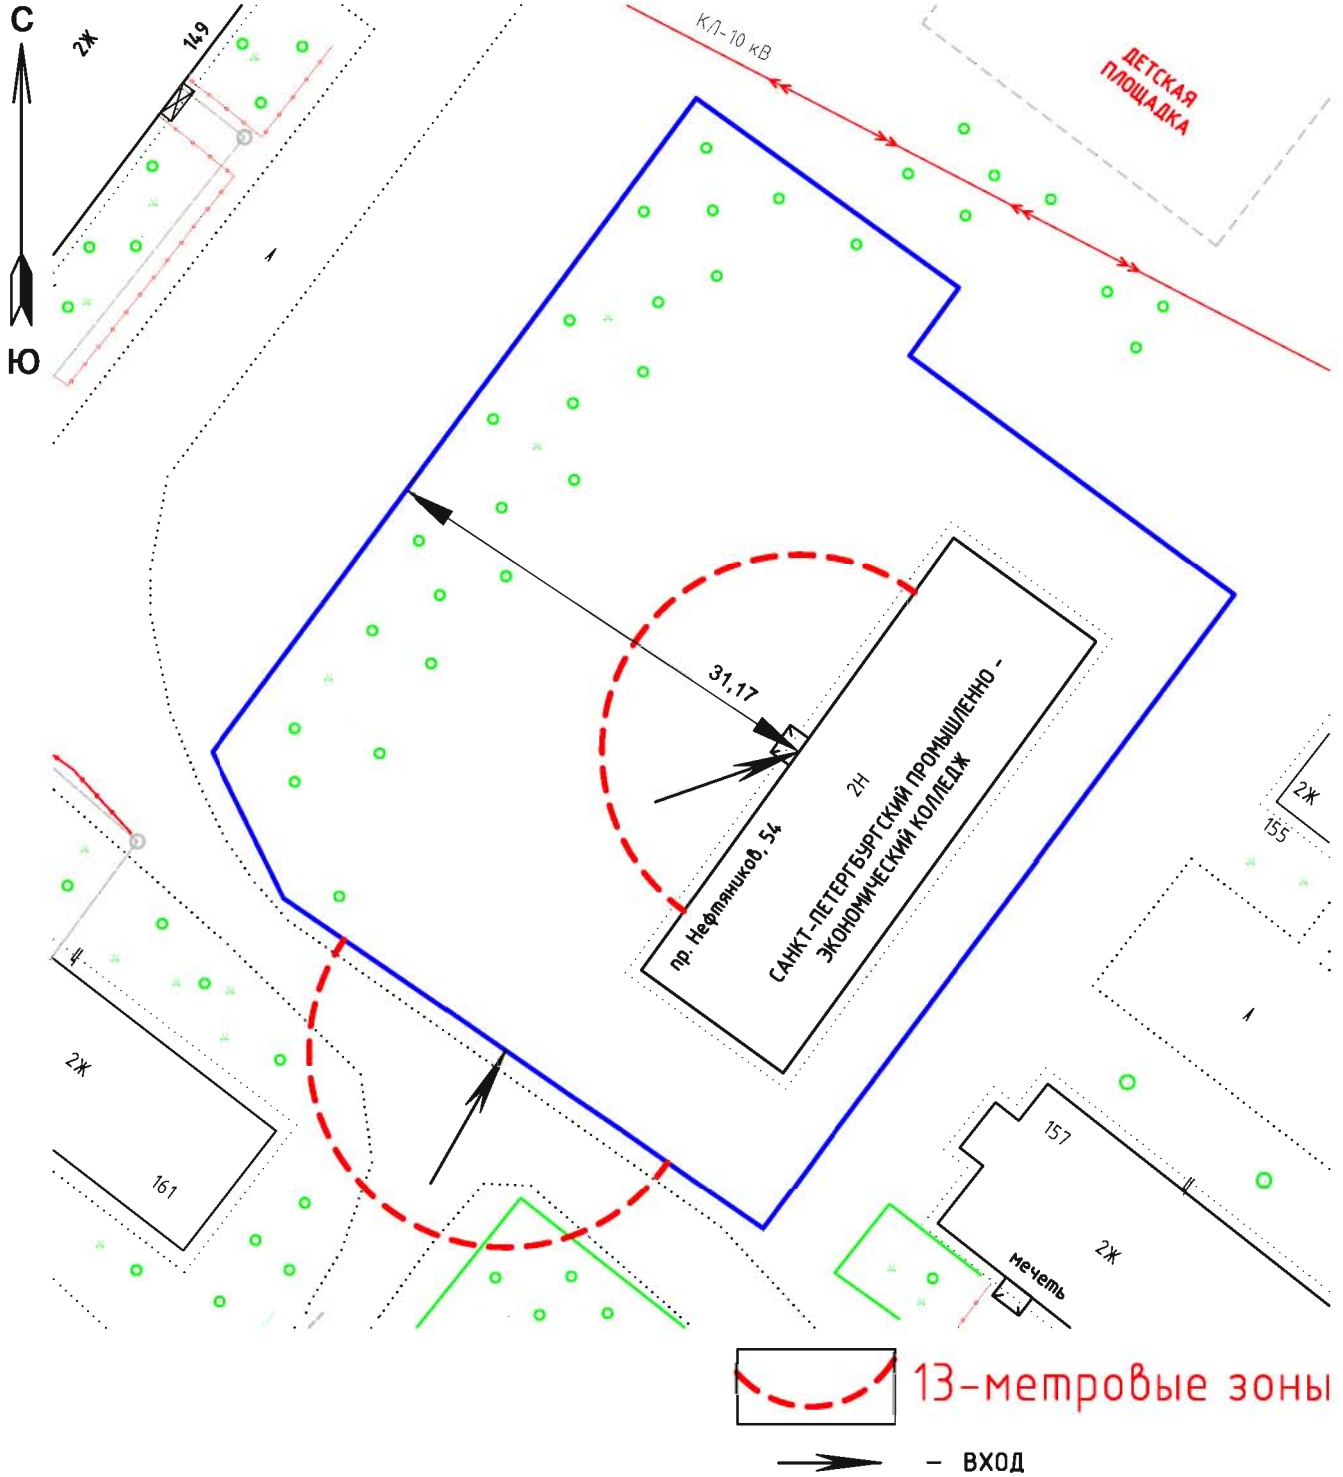 С
Ю
2Ж
149
КЛ-10 кВ
ДЕТСКАЯ
ПЛОЩАДКА
31,17
2Н
пр. Нефтяников, 54
САНКТ-ПЕТЕРГБУРГСКИЙ ПРОМЫШЛЕННО -
ЭКОНОМИЧЕСКИЙ КОЛЛЕДЖ
2Ж
155
2Ж
161
157
2Ж
мечеть
13-метровые зоны
- ВХОД